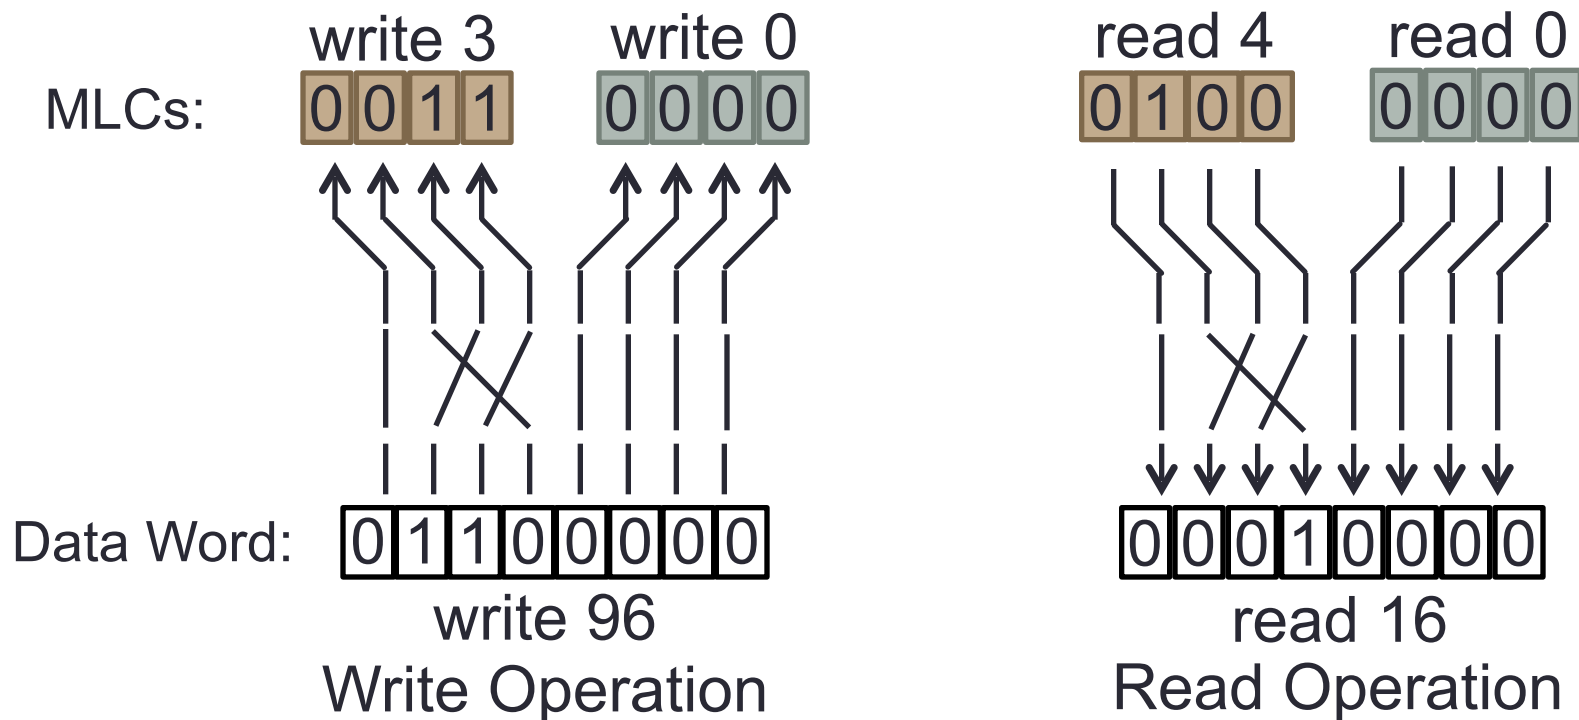 write 3 write 0 read 4 read 0
MLCs: 0 0 1 1 0 0 0 0 0 1 0 0 0 0 0 0
Data Word: 0 1 1 0 0 0 0 0 0 0 0 1 0 0 0 0
write 96 read 16
Write Operation Read Operation